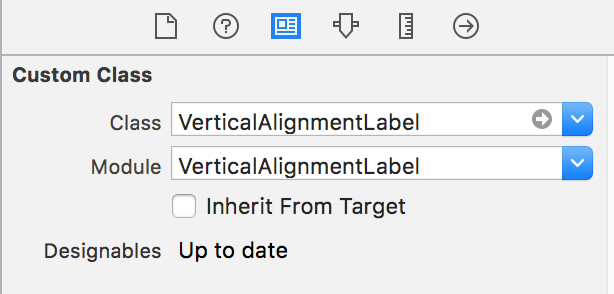 Custom Class
Class VerticalAlignmentLabel
Module VerticalAlignmentLabel
Inherit From Target
Designables Up to date